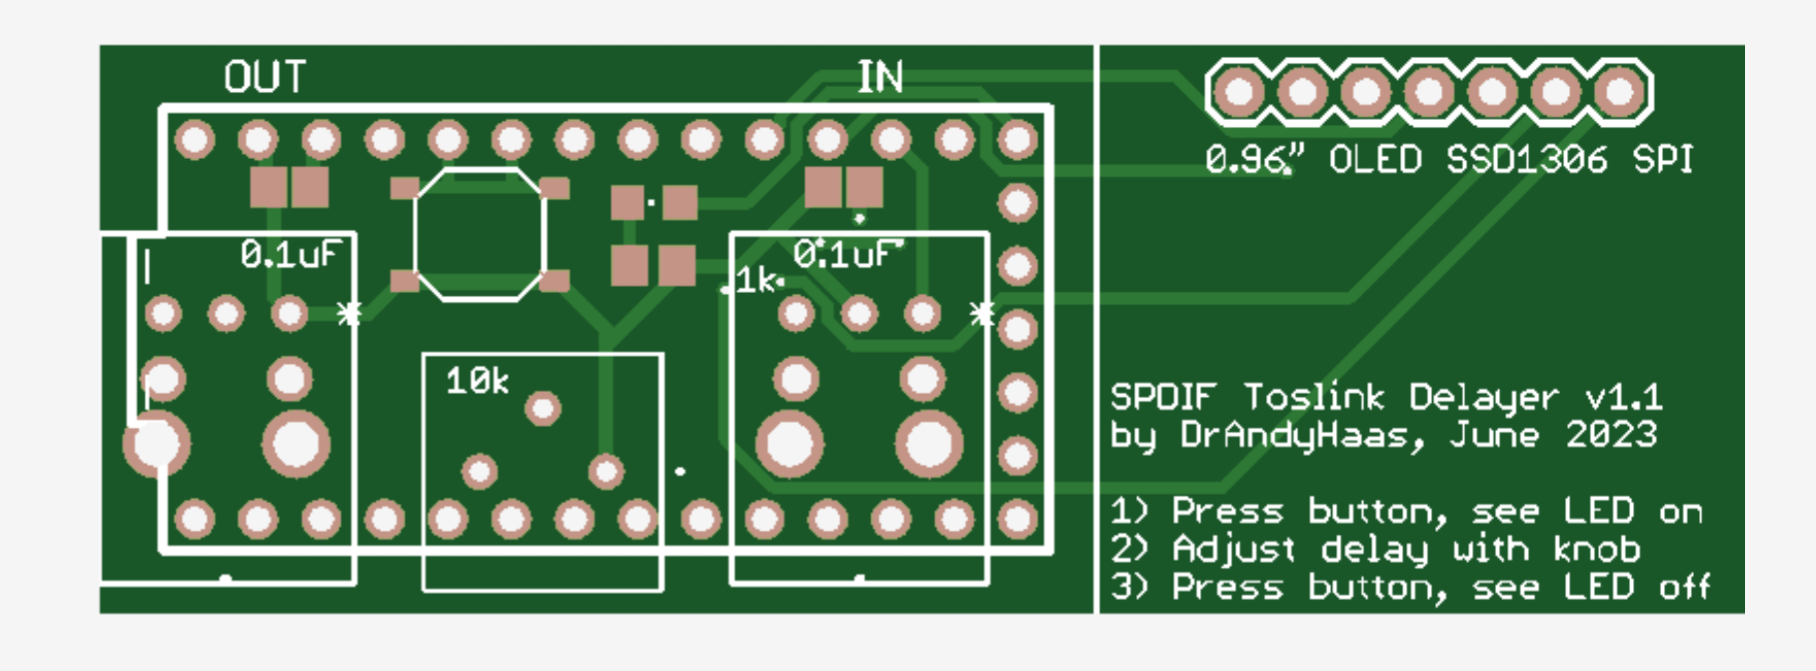 OUT
IN
0.96” OLED SSD1306 SPI
0.1uF
0.1uF
1k
10k
SPDIF Toslink Delayer v1.1
by DrAndyHaas, June 2023
1) Press button, see LED on
2) Adjust delay with knob
3) Press button, see LED off